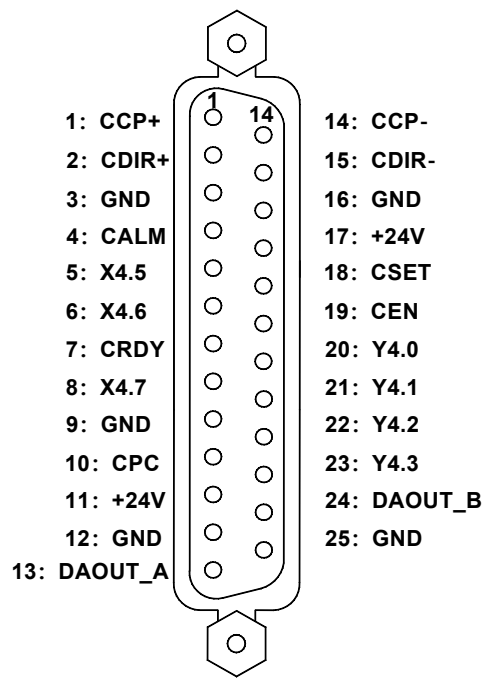 1
14
1: CCP+
2: CDIR+
3: GND
4: CALM
5: X4.5
6: X4.6
7: CRDY
8: X4.7
9: GND
10: CPC
11: +24V
12: GND
13: DAOUT_A
14: CCP-
15: CDIR-
16: GND
17: +24V
18: CSET
19: CEN
20: Y4.0
21: Y4.1
22: Y4.2
23: Y4.3
24: DAOUT_B
25: GND